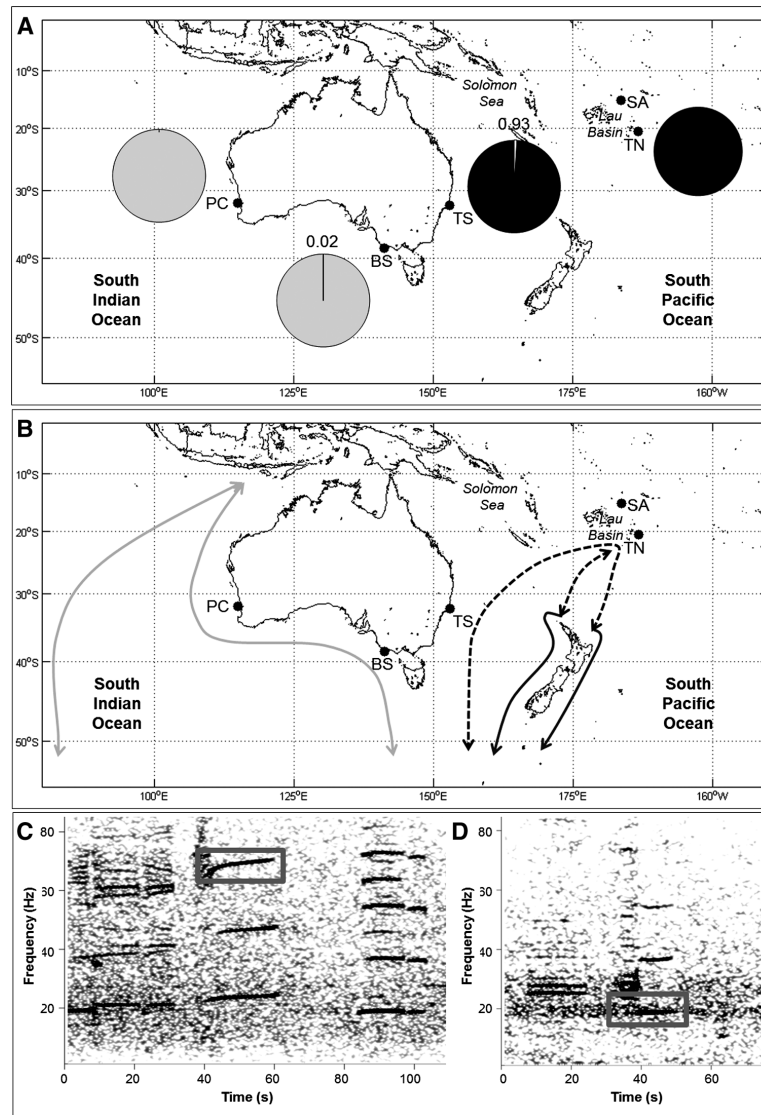 A
10°S
20°S
30°S
40°S
50°S
Solomon
Sea
SA
Lau
Basin
TN
0.93
PC
TS
BS
0.02
South
Indian
Ocean
South
Pacific
Ocean
100°E
125°E
150°E
175°E
160°W
B
10°S
20°S
30°S
40°S
50°S
Solomon
Sea
SA
Lau
Basin
TN
PC
TS
BS
South
Indian
Ocean
South
Pacific
Ocean
100°E
125°E
150°E
175°E
160°W
C
Frequency (Hz)
80
60
40
20
0
20
40
60
80
100
Time (s)
D
Frequency (Hz)
80
60
40
20
0
20
40
60
Time (s)